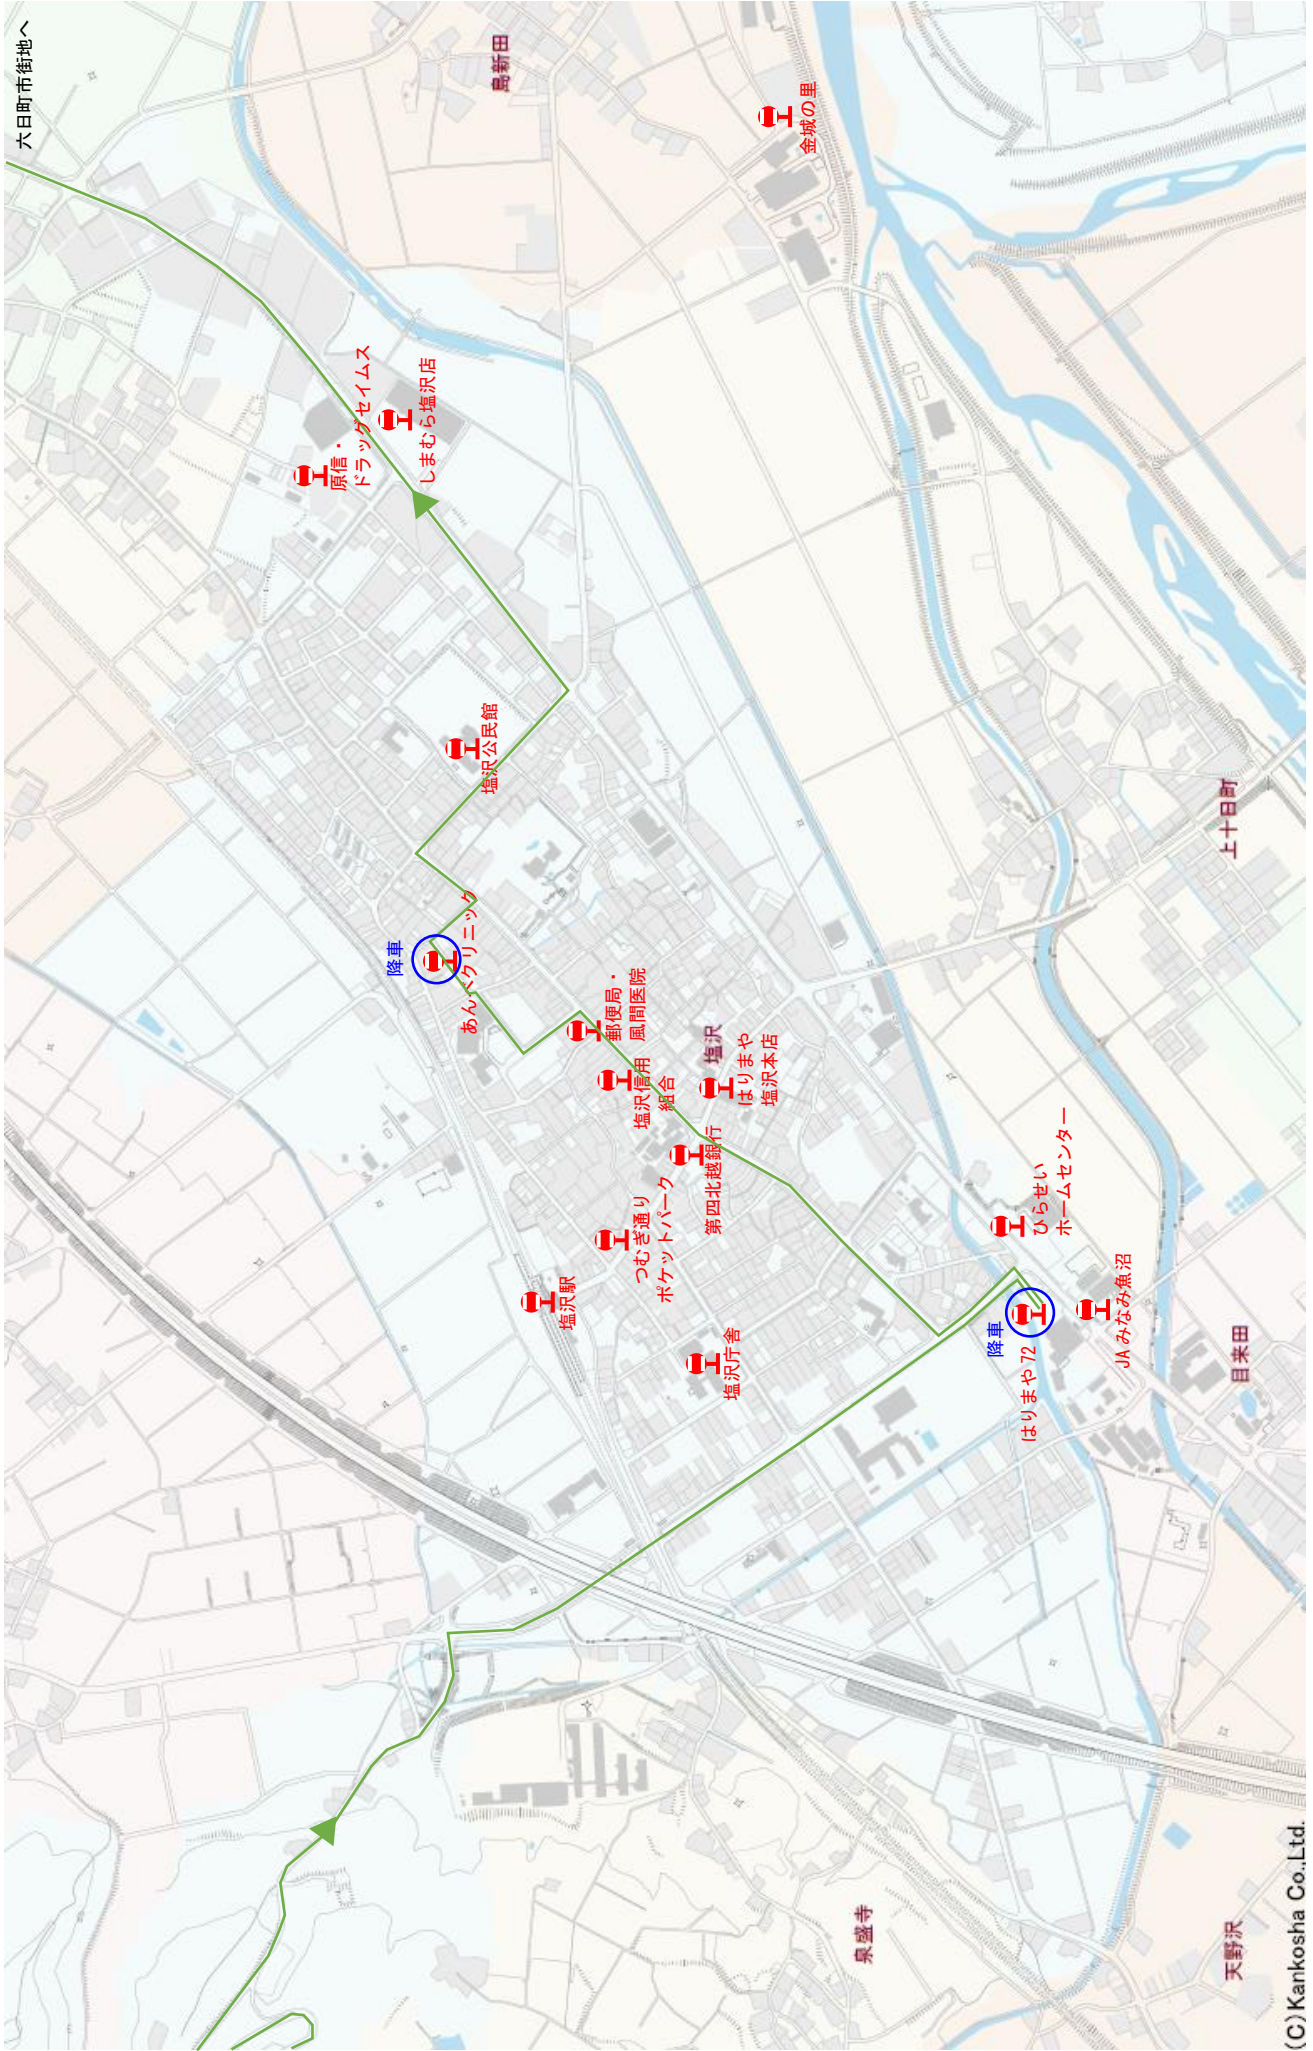 六日町市街地へ
島新田
金城の里
原信・
ドラッグセイムス
しまむら塩沢店
塩沢公民館
上十日町
降車
あんべクリニック
郵便局・
風間医院
塩沢信用
組合
塩沢
はりまや
塩沢本店
第四北越銀行
つむぎ通り
ポケットパーク
塩沢駅
塩沢庁舎
ひらせい
ホームセンター
JAみなみ魚沼
降車
はりまや72
目来田
泉盛寺
天野沢
(C)Kankosha Co.,Ltd.